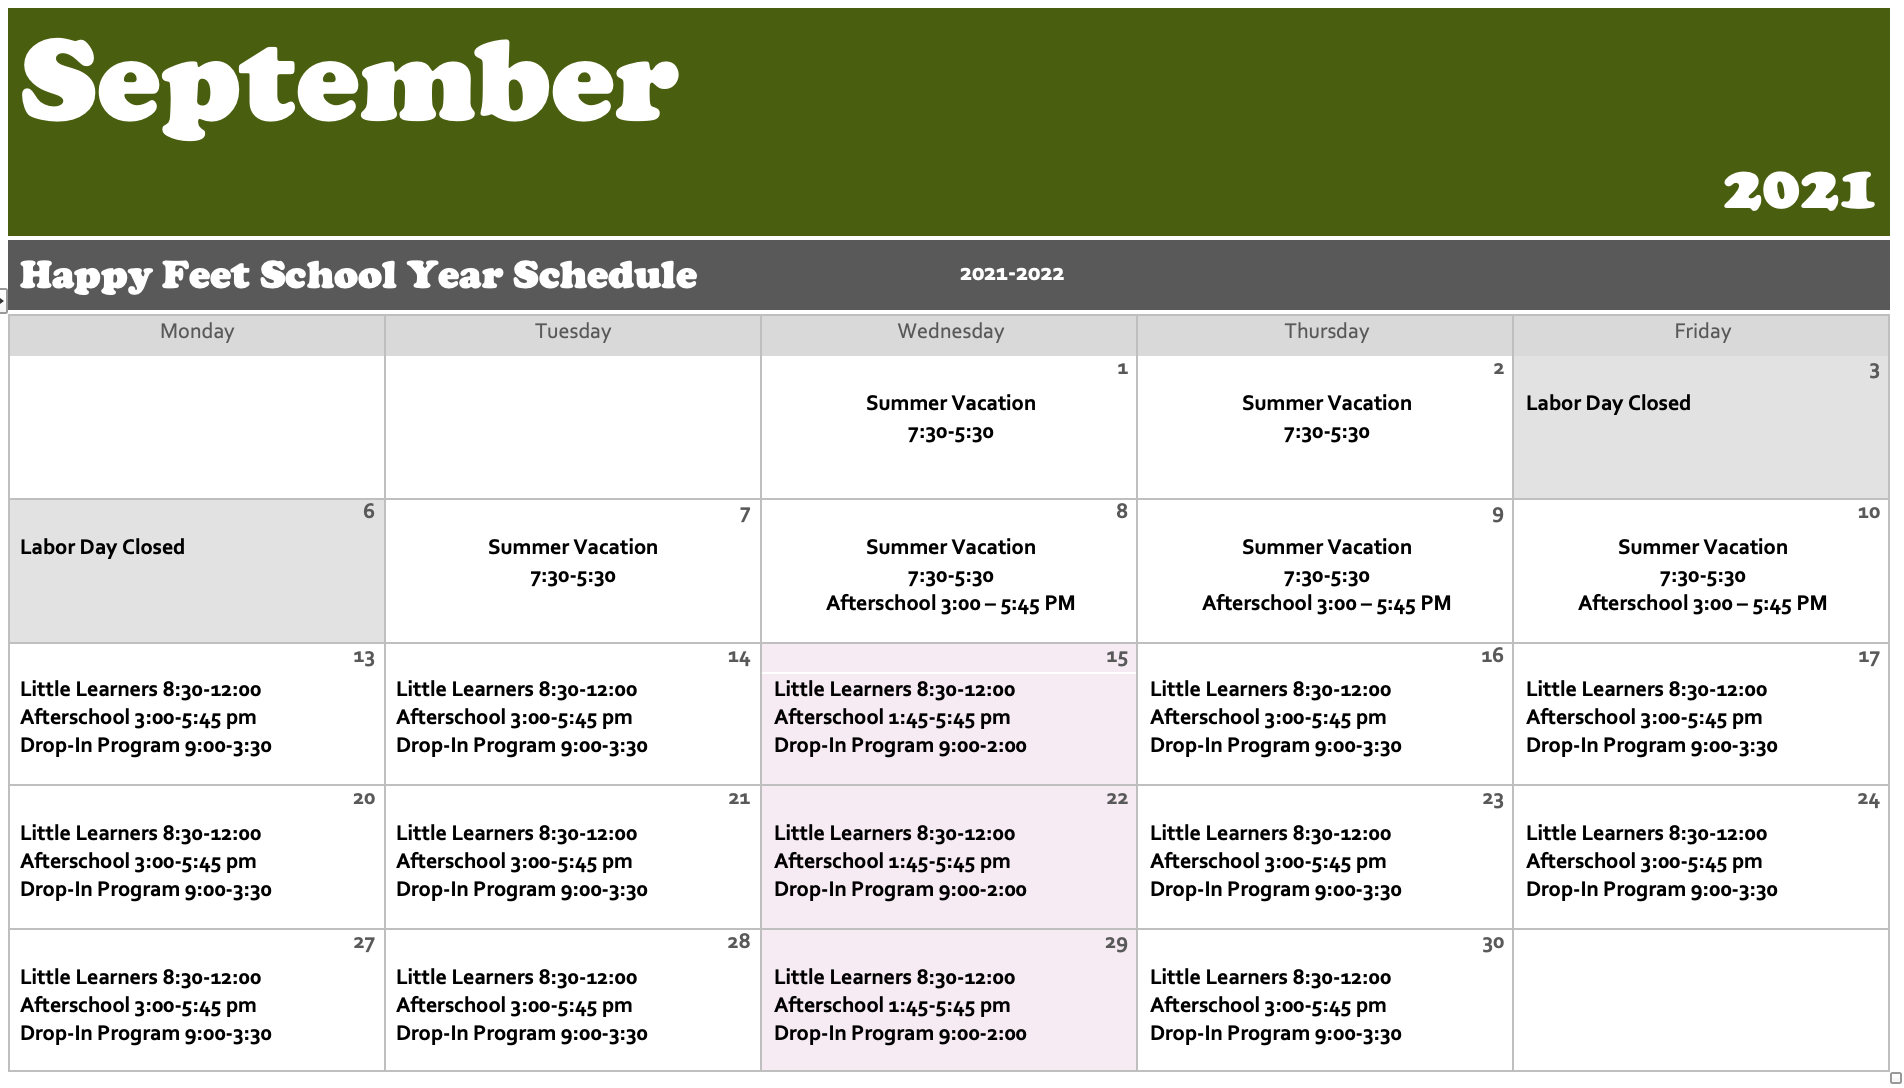 September
2021
Happy Feet School Year Schedule 2021-2022
Monday Tuesday Wednesday Thursday Friday
1
Summer Vacation
7:30-5:30
2
Summer Vacation
7:30-5:30
3
Labor Day Closed
6
Labor Day Closed
7
Summer Vacation
7:30-5:30
8
Summer Vacation
7:30-5:30
Afterschool 3:00 – 5:45 PM
9
Summer Vacation
7:30-5:30
Afterschool 3:00 – 5:45 PM
10
Summer Vacation
7:30-5:30
Afterschool 3:00 – 5:45 PM
13
Little Learners 8:30-12:00
Afterschool 3:00-5:45 pm
Drop-In Program 9:00-3:30
14
Little Learners 8:30-12:00
Afterschool 3:00-5:45 pm
Drop-In Program 9:00-3:30
15
Little Learners 8:30-12:00
Afterschool 1:45-5:45 pm
Drop-In Program 9:00-2:00
16
Little Learners 8:30-12:00
Afterschool 3:00-5:45 pm
Drop-In Program 9:00-3:30
17
Little Learners 8:30-12:00
Afterschool 3:00-5:45 pm
Drop-In Program 9:00-3:30
20
Little Learners 8:30-12:00
Afterschool 3:00-5:45 pm
Drop-In Program 9:00-3:30
21
Little Learners 8:30-12:00
Afterschool 3:00-5:45 pm
Drop-In Program 9:00-3:30
22
Little Learners 8:30-12:00
Afterschool 1:45-5:45 pm
Drop-In Program 9:00-2:00
23
Little Learners 8:30-12:00
Afterschool 3:00-5:45 pm
Drop-In Program 9:00-3:30
24
Little Learners 8:30-12:00
Afterschool 3:00-5:45 pm
Drop-In Program 9:00-3:30
27
Little Learners 8:30-12:00
Afterschool 3:00-5:45 pm
Drop-In Program 9:00-3:30
28
Little Learners 8:30-12:00
Afterschool 3:00-5:45 pm
Drop-In Program 9:00-3:30
29
Little Learners 8:30-12:00
Afterschool 1:45-5:45 pm
Drop-In Program 9:00-2:00
30
Little Learners 8:30-12:00
Afterschool 3:00-5:45 pm
Drop-In Program 9:00-3:30